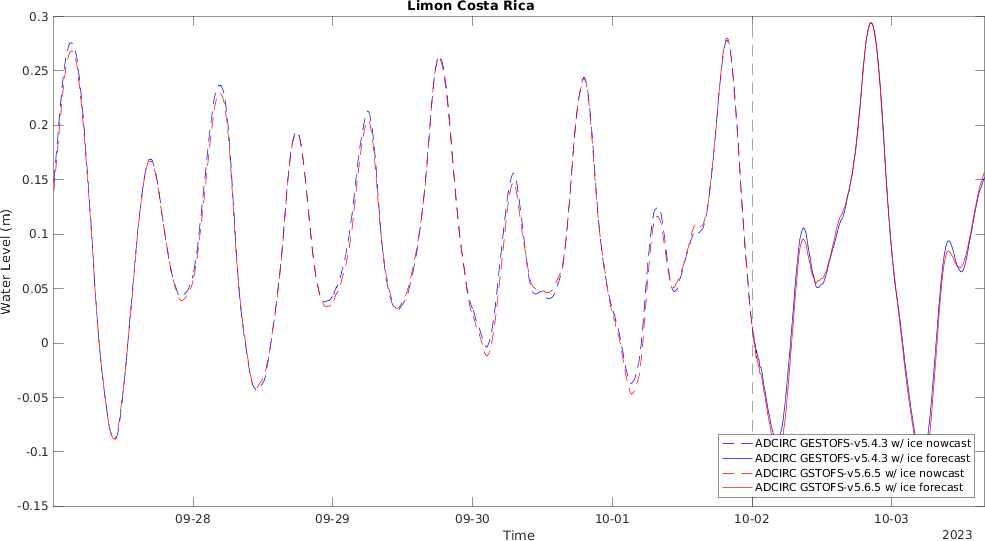 Limon Costa Rica
0.3
0.25
0.2
0.15
0.1
0.05
0
-0.05
-0.1
-0.15
Water Level (m)
09-28 09-29 09-30 10-01 10-02 10-03
Time
2023
ADCIRC GESTOFS-v5.4.3 w/ ice nowcast
ADCIRC GESTOFS-v5.4.3 w/ ice forecast
ADCIRC GSTOFS-v5.6.5 w/ ice nowcast
ADCIRC GSTOFS-v5.6.5 w/ ice forecast